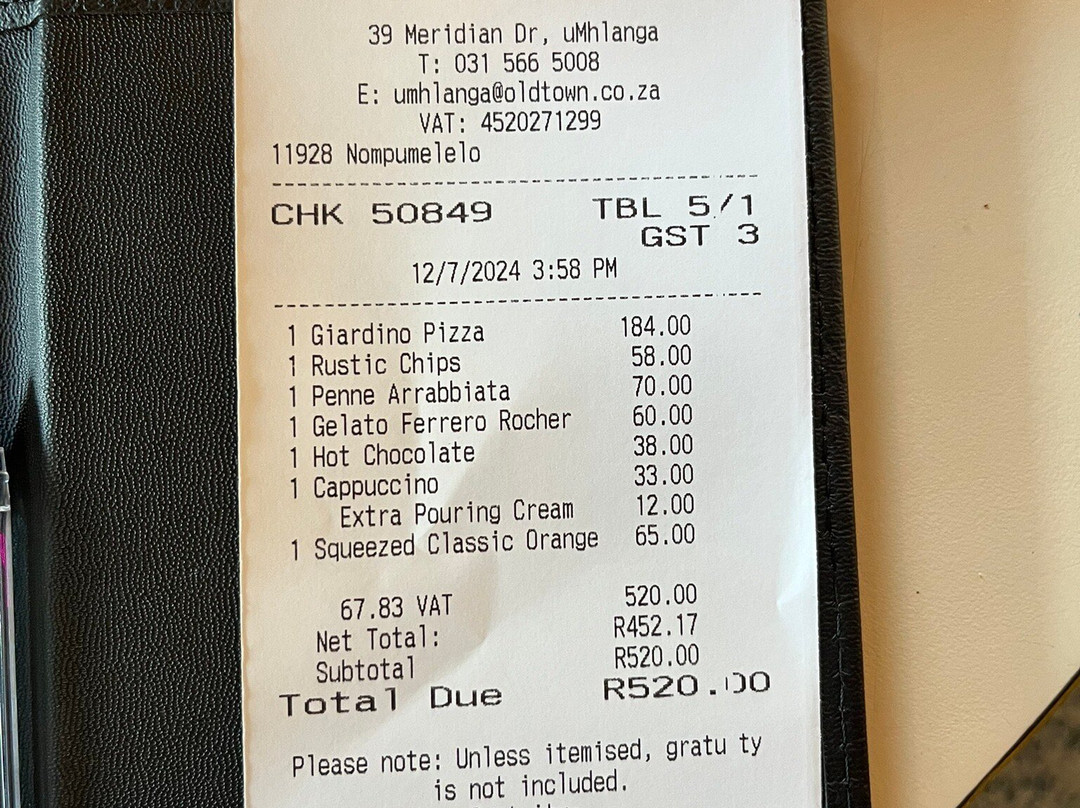 39 Meridian Dr, uMhlanga
T: 031 566 5008
E: umhlanga@oldtown.co.za
VAT: 4520271299
11928 Nompumelelo
CHK 50849 TBL 5/1
GST 3
12/7/2024 3:58 PM
1 Giardino Pizza 184.00
1 Rustic Chips 58.00
1 Penne Arrabbiata 70.00
1 Gelato Ferrero Rocher 60.00
1 Hot Chocolate 38.00
1 Cappuccino 33.00
Extra Pouring Cream 12.00
1 Squeezed Classic Orange 65.00
67.83 VAT 520.00
Net Total: R452.17
Subtotal R520.00
Total Due R520.00
Please note: Unless itemised, gratu ty
is not included.